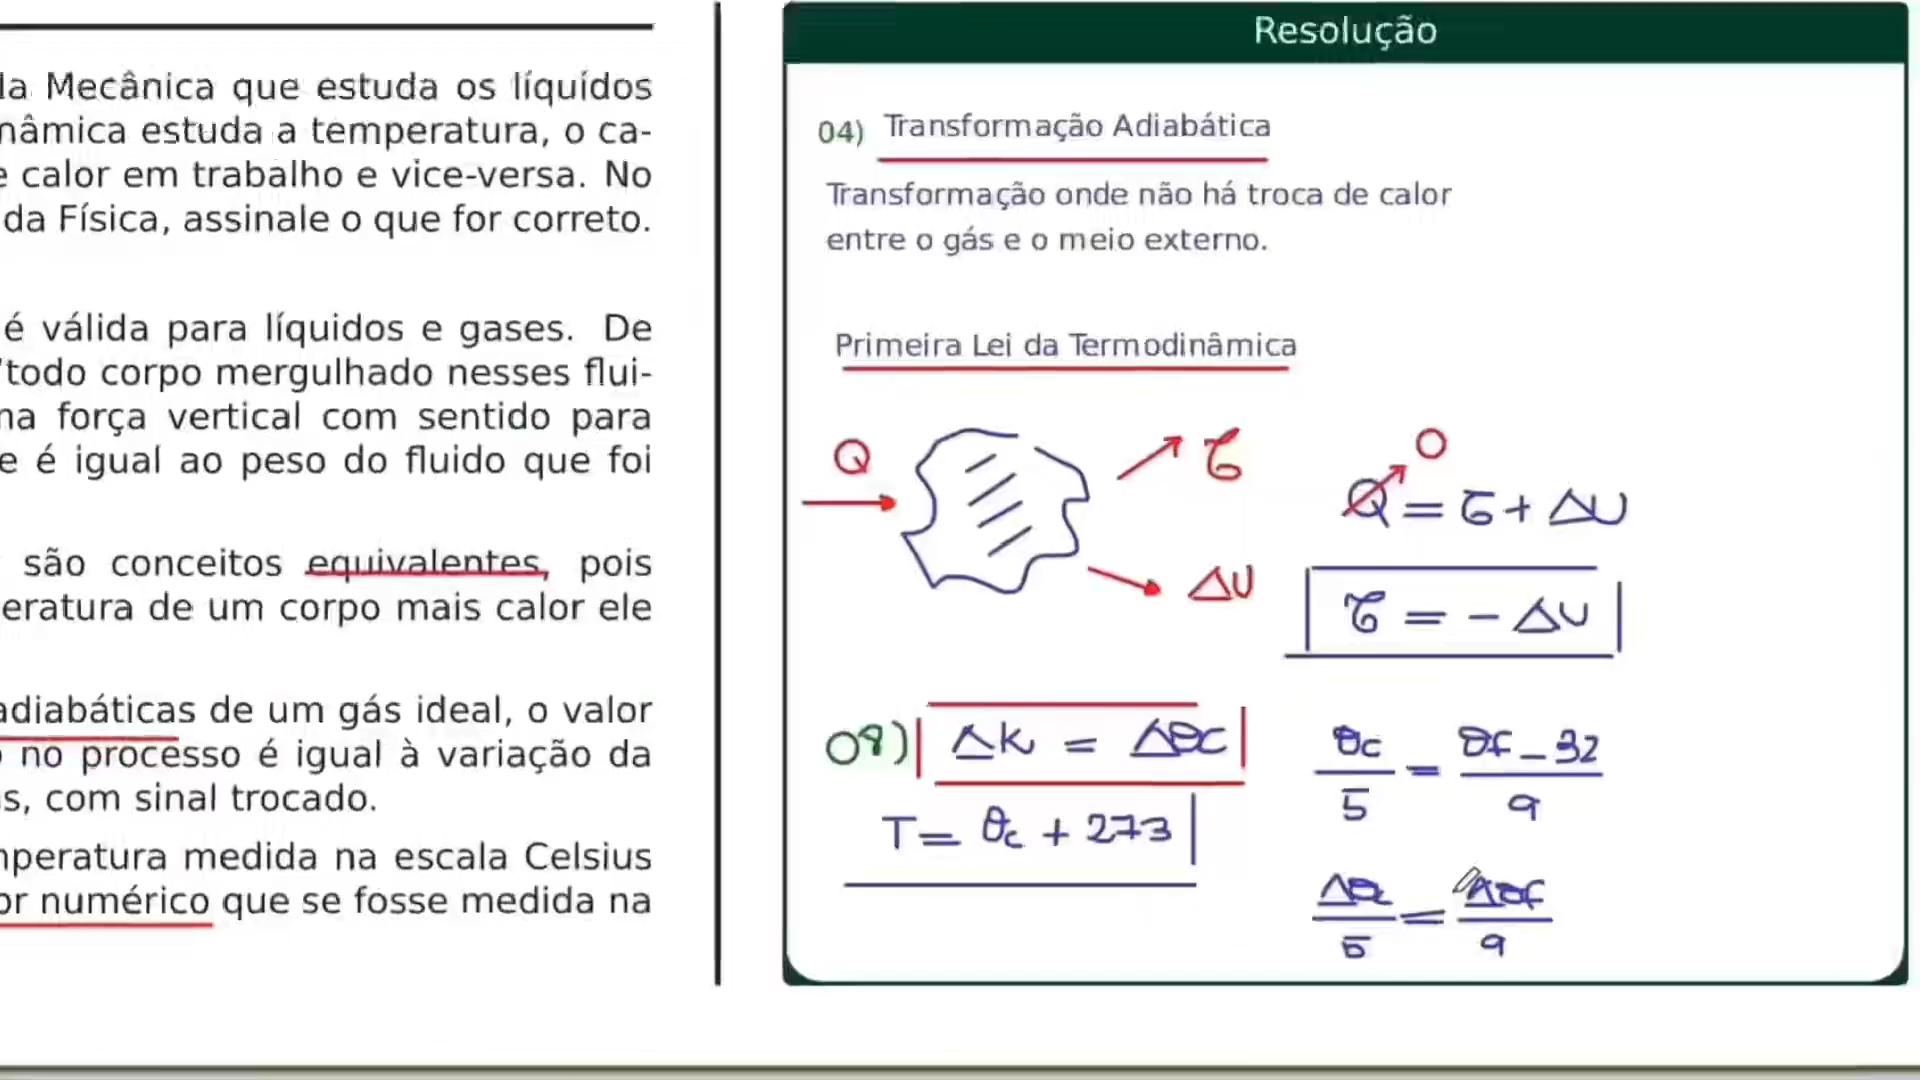 la Mecânica que estuda os líquídos
nâmica estuda a temperatura, o ca-
e calor em trabalho e vice-versa. No
da Física, assinale o que for correto.
é válida para líquidos e gases. De
"todo corpo mergulhado nesses flui-
ma força vertical com sentido para
e é igual ao peso do fluido que foi
são conceitos equivalentes, pois
eratura de um corpo mais calor ele
adiabáticas de um gás ideal, o valor
o no processo é igual à variação da
s, com sinal trocado.
mperatura medida na escala Celsius
or numérico que se fosse medida na
Resolução
04) Transformação Adiabática
Transformação onde não há troca de calor
entre o gás e o meio externo.
Primeira Lei da Termodinâmica
Q
τ
ΔU
0
Q = τ + ΔU
τ = - ΔU
08) Δk = Δθc
T = θc + 273
θc/5 = θf - 32/9
Δθc/5 = Δθf/9